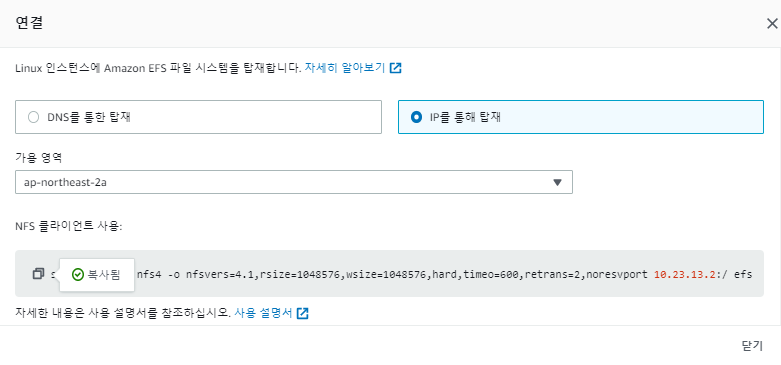 연결
Linux 인스턴스에 Amazon EFS 파일 시스템을 탑재합니다. 자세히 알아보기
DNS를 통한 탑재
IP를 통해 탑재
가용 영역
ap-northeast-2a
NFS 클라이언트 사용:
s
복사됨
nfs4 -o nfsvers=4.1,rsize=1048576,wsize=1048576,hard,timeo=600,retrans=2,noresvport 10.23.13.2:/ efs
자세한 내용은 사용 설명서를 참조하십시오. 사용 설명서
닫기